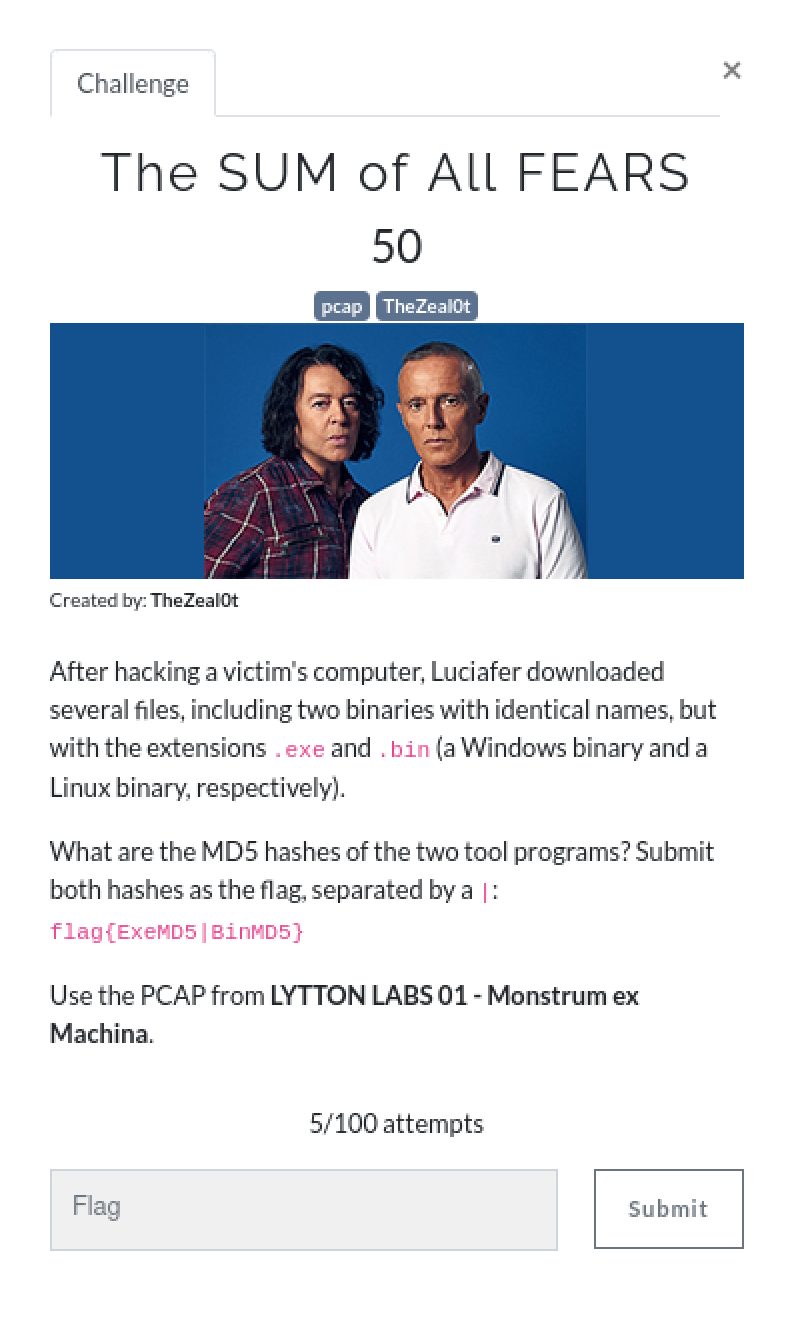 Challenge
×
The SUM of All FEARS
50
pcap TheZeal0t
Created by: TheZeal0t
After hacking a victim's computer, Luciafer downloaded
several files, including two binaries with identical names, but
with the extensions .exe and .bin (a Windows binary and a
Linux binary, respectively).
What are the MD5 hashes of the two tool programs? Submit
both hashes as the flag, separated by a |:
flag{ExeMD5|BinMD5}
Use the PCAP from LYTTON LABS 01 - Monstrum ex
Machina.
5/100 attempts
Flag
Submit